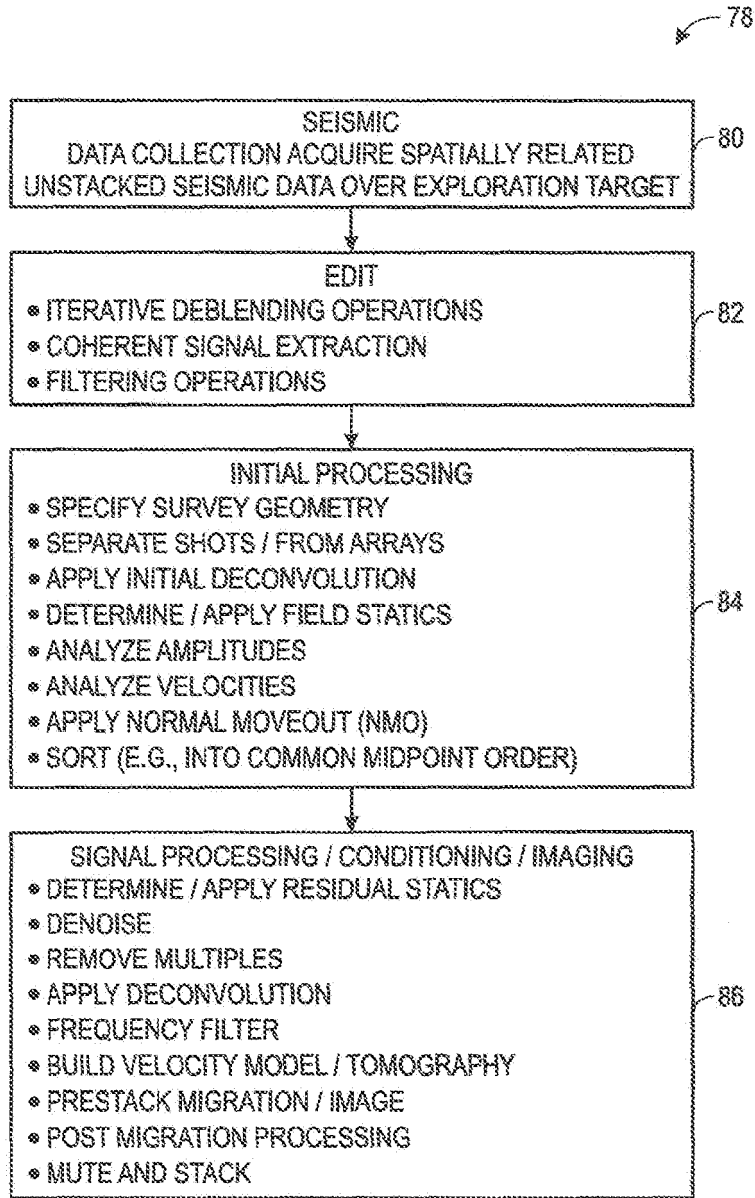 78
SEISMIC
DATA COLLECTION ACQUIRE SPATIALLY RELATED
UNSTACKED SEISMIC DATA OVER EXPLORATION TARGET
80
EDIT
• ITERATIVE DEBLENDING OPERATIONS
• COHERENT SIGNAL EXTRACTION
• FILTERING OPERATIONS
82
INITIAL PROCESSING
• SPECIFY SURVEY GEOMETRY
• SEPARATE SHOTS / FROM ARRAYS
• APPLY INITIAL DECONVOLUTION
• DETERMINE / APPLY FIELD STATICS
• ANALYZE AMPLITUDES
• ANALYZE VELOCITIES
• APPLY NORMAL MOVEOUT (NMO)
• SORT (E.G., INTO COMMON MIDPOINT ORDER)
84
SIGNAL PROCESSING / CONDITIONING / IMAGING
• DETERMINE / APPLY RESIDUAL STATICS
• DENOISE
• REMOVE MULTIPLES
• APPLY DECONVOLUTION
• FREQUENCY FILTER
• BUILD VELOCITY MODEL / TOMOGRAPHY
• PRESTACK MIGRATION / IMAGE
• POST MIGRATION PROCESSING
• MUTE AND STACK
86